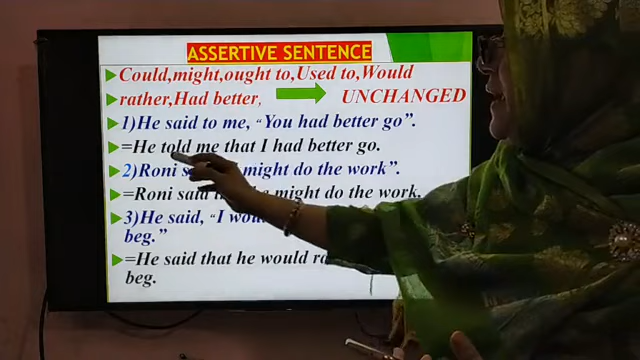 ASSERTIVE SENTENCE
Could,might,ought to,Used to,Would
rather,Had better, UNCHANGED
1)He said to me, “You had better go”.
=He told me that I had better go.
2)Roni might do the work”.
=Roni said might do the work.
3)He said, “I
beg.”
=He said that he would
beg.